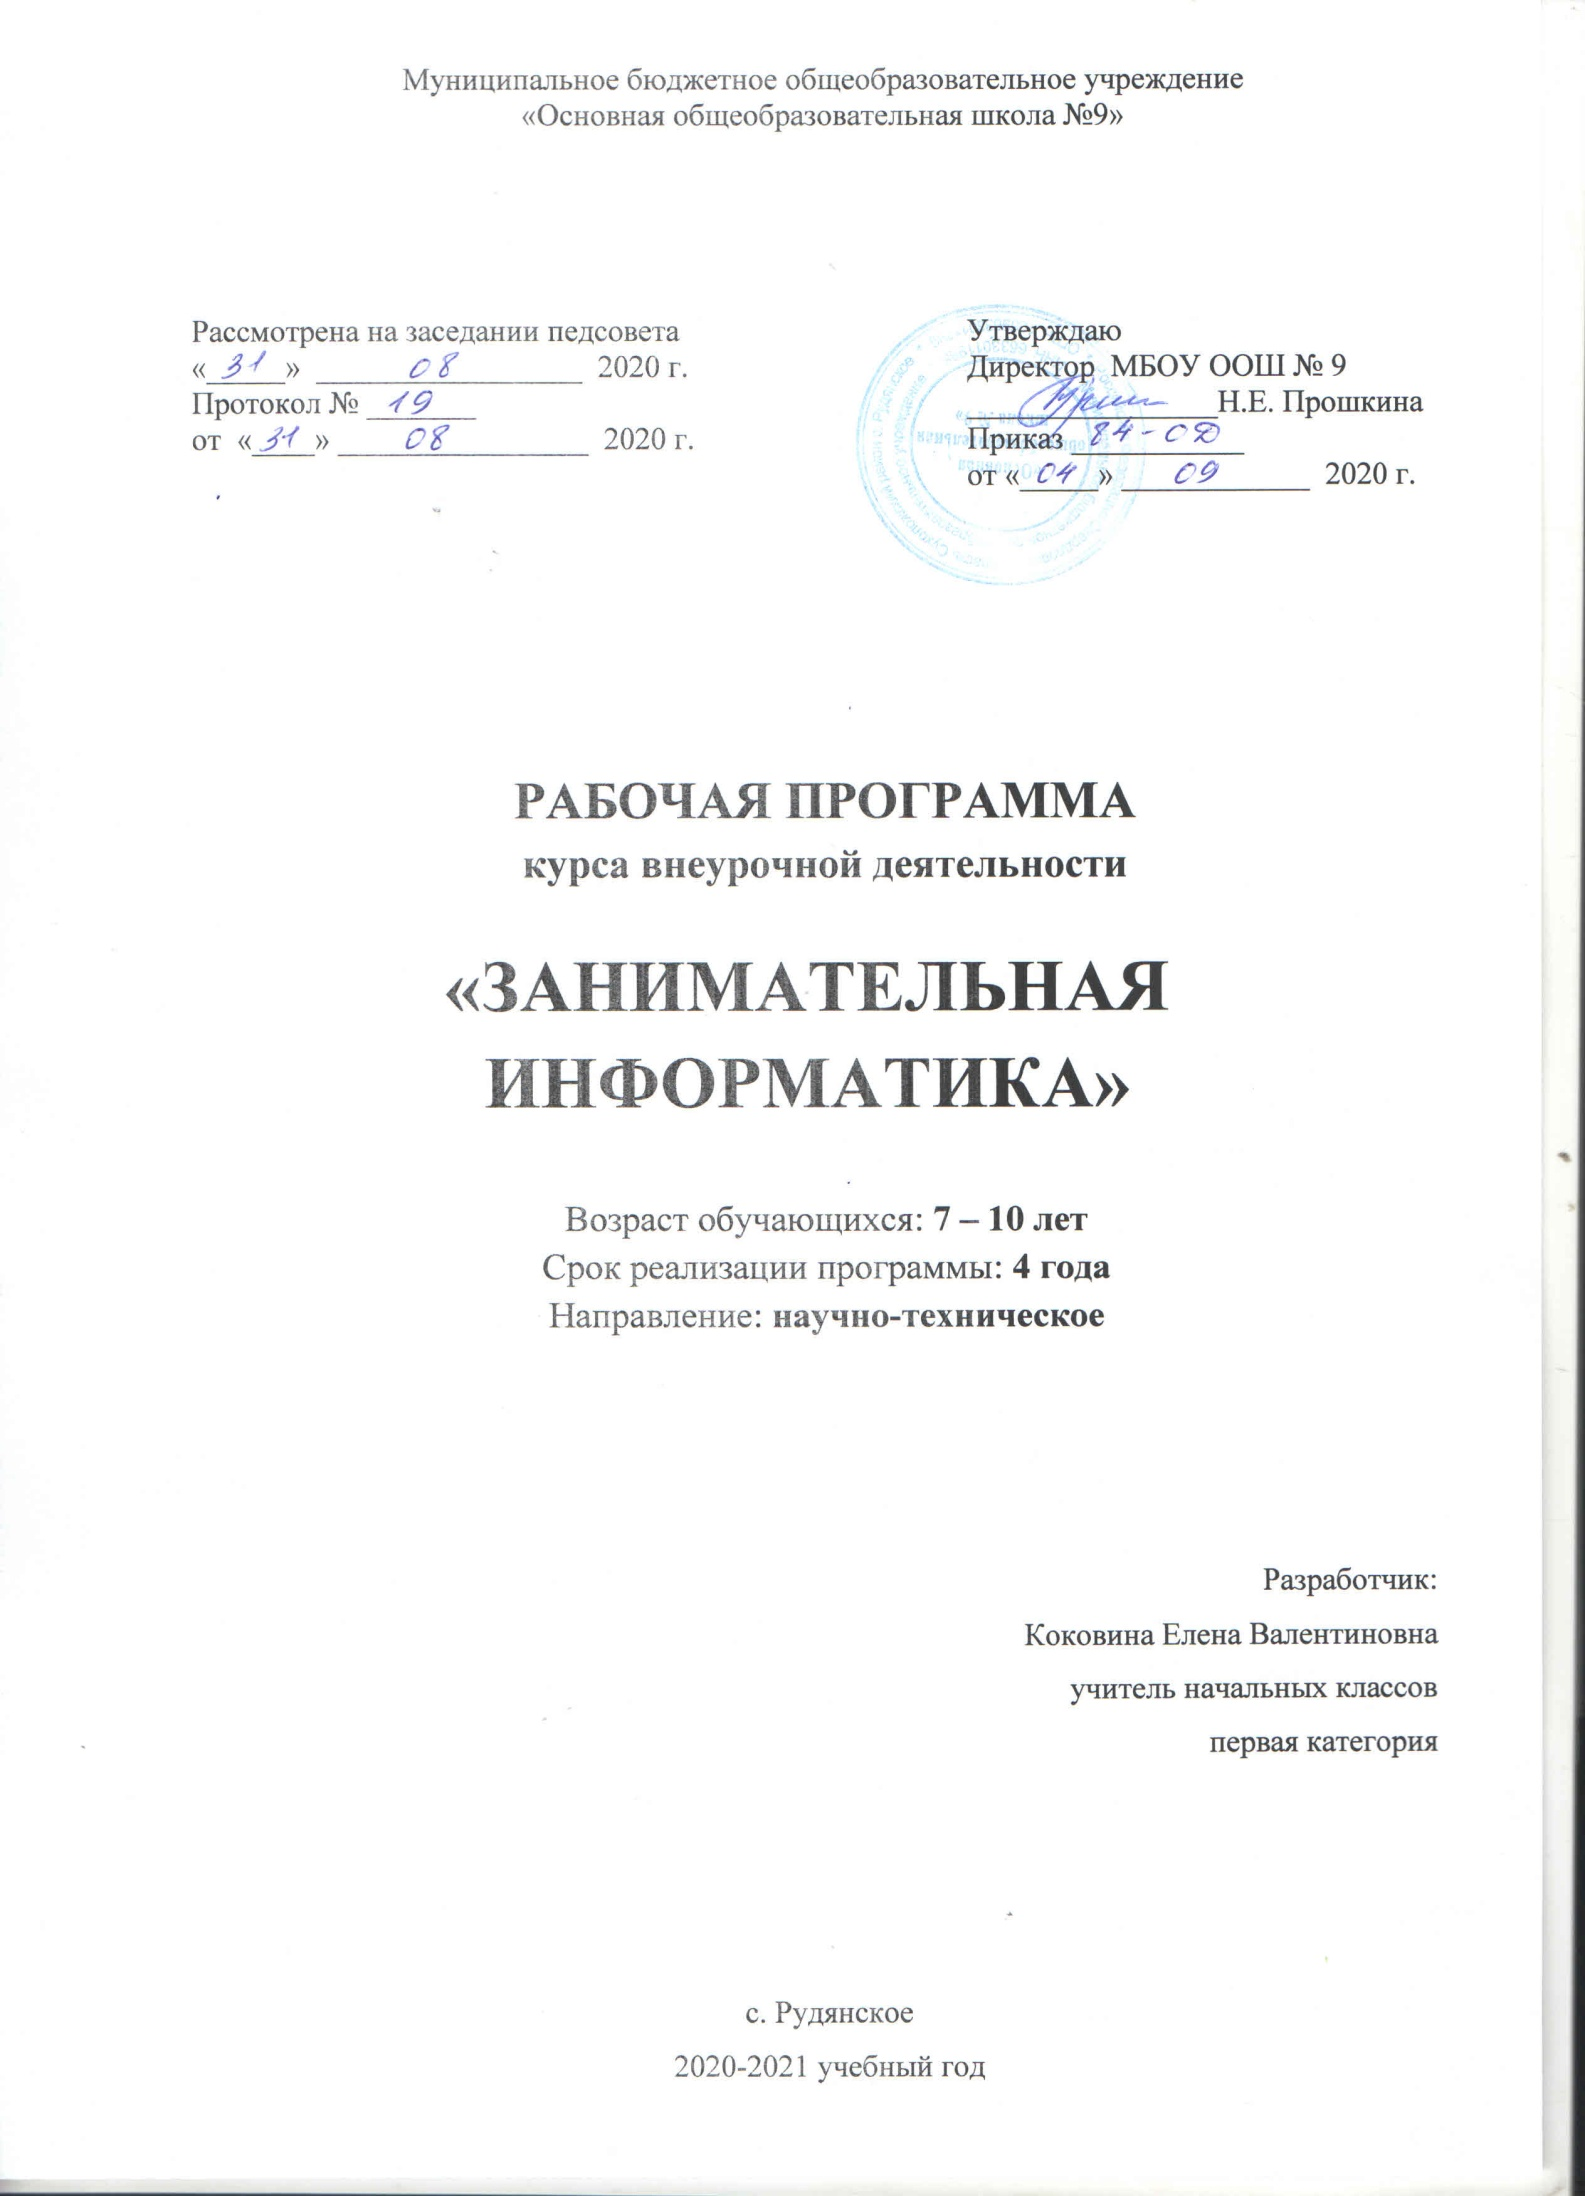 Муниципальное бюджетное общеобразовательное учреждение
«Основная общеобразовательная школа №9»
Рассмотрена на заседании педсовета
«31» 08 2020 г.
Протокол № 19
от «31» 08 2020 г.
Утверждаю
Директор МБОУ ООШ № 9
Н.Е. Прошкина
Приказ 84-ОД
от «04» 09 2020 г.
РАБОЧАЯ ПРОГРАММА
курса внеурочной деятельности
«ЗАНИМАТЕЛЬНАЯ
ИНФОРМАТИКА»
Возраст обучающихся: 7 – 10 лет
Срок реализации программы: 4 года
Направление: научно-техническое
Разработчик:
Коковина Елена Валентиновна
учитель начальных классов
первая категория
с. Рудянское
2020-2021 учебный год